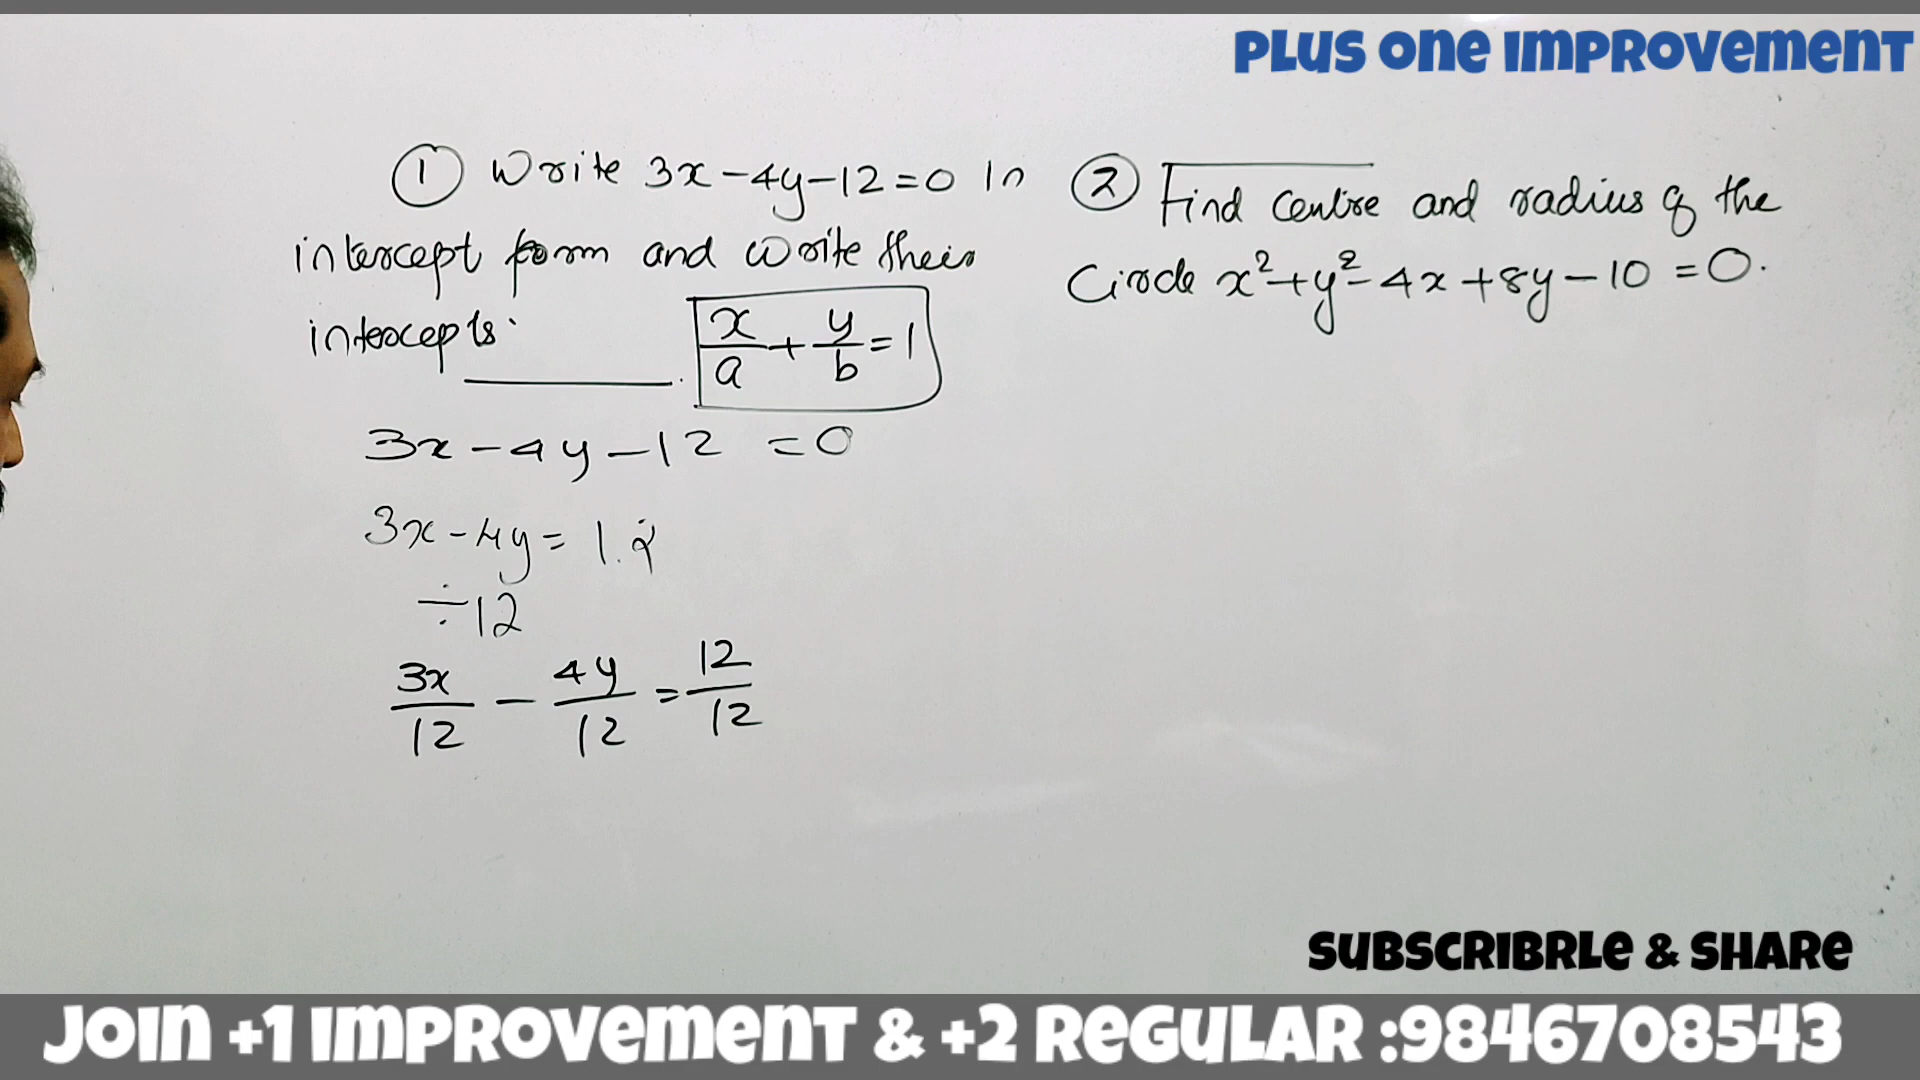 PLUS ONE IMPROVEMENT
① Write 3x-4y-12=0 In
intercept form and write their
intercepts.
x/a + y/b = 1
3x-4y-12 =0
3x-4y= 12
÷12
3x/12 - 4y/12 = 12/12
② Find centre and radius of the
Circle x²+y²-4x+8y-10=0.
SUBSCRIBRLE & SHARE
JOIN +1 IMPROVEMENT & +2 REGULAR :9846708543